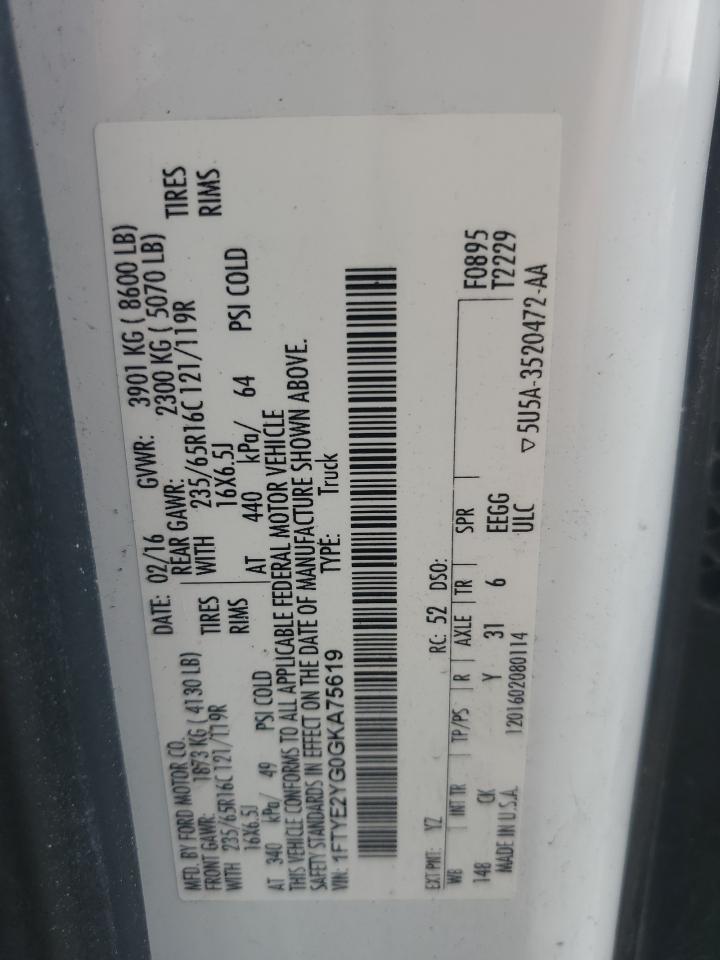 MFD. BY FORD MOTOR CO. DATE: 02/16 GVWR: 3901 KG ( 8600 LB)
FRONT GAWR: 1873 KG ( 4130 LB) REAR GAWR: 2300 KG ( 5070 LB)
WITH 235/65R16C 121/119R TIRES WITH 235/65R16C 121/119R TIRES
16X6.5J RIMS 16X6.5J RIMS
AT 340 kPa/ 49 PSI COLD AT 440 kPa/ 64 PSI COLD
THIS VEHICLE CONFORMS TO ALL APPLICABLE FEDERAL MOTOR VEHICLE
SAFETY STANDARDS IN EFFECT ON THE DATE OF MANUFACTURE SHOWN ABOVE.
VIN: 1FTYE2YG0GKA75619 TYPE: Truck
EXT PNT: YZ RC: 52 DSO: F0895
WB INT TR TP/PS R AXLE TR SPR T2229
148 CK Y 31 6 EEGG
ULC
MADE IN U.S.A. 1201602080114 ▽5U5A-3520472-AA